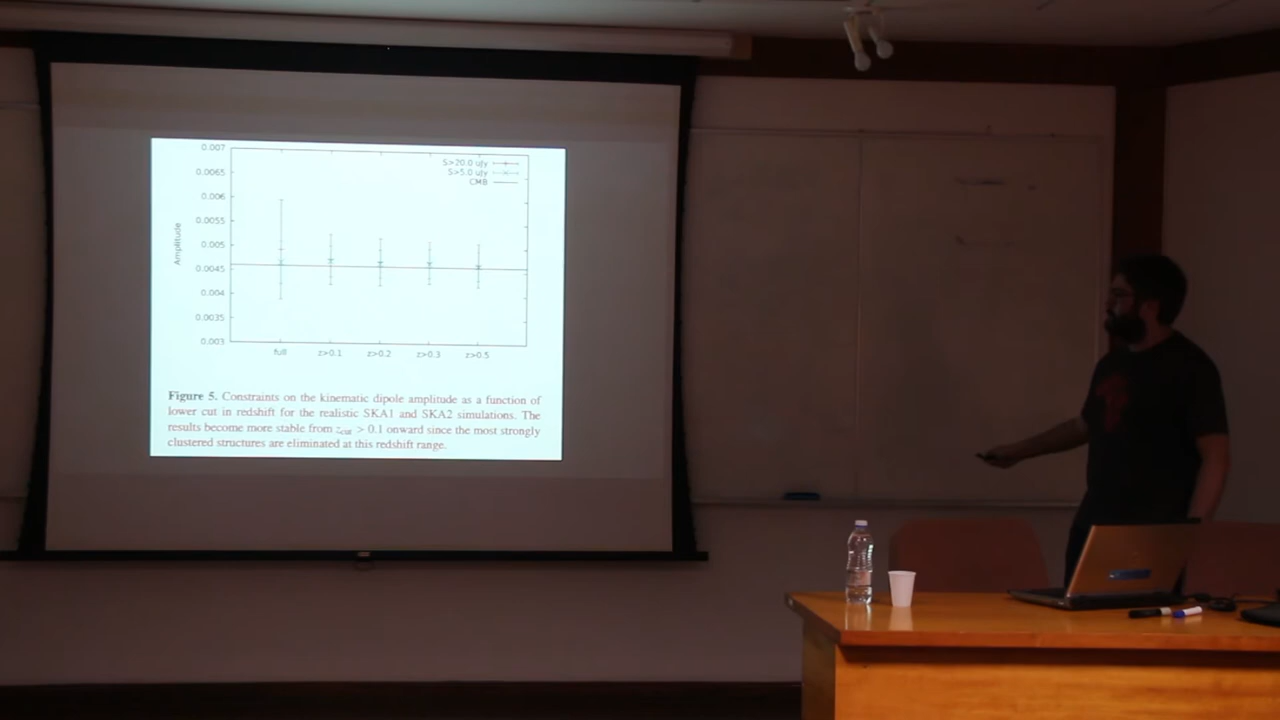 0.007
0.0065
0.006
0.0055
0.005
0.0045
0.004
0.0035
0.003
Amplitude
S>20.0 uJy
S>5.0 uJy
CMB
full z>0.1 z>0.2 z>0.3 z>0.5
Figure 5. Constraints on the kinematic dipole amplitude as a function of
lower cut in redshift for the realistic SKA1 and SKA2 simulations. The
results become more stable from zcut > 0.1 onward since the most strongly
clustered structures are eliminated at this redshift range.